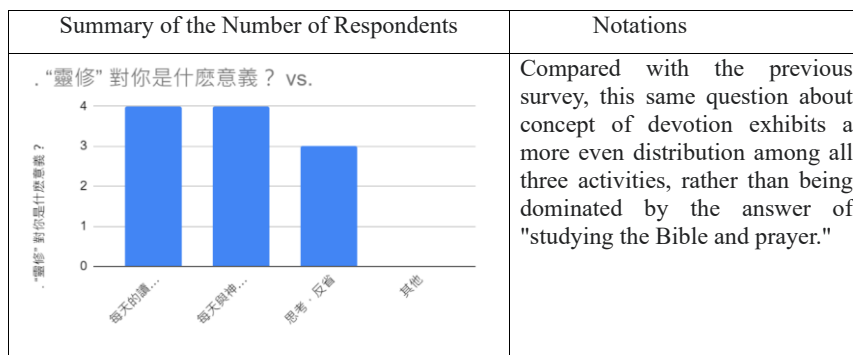 Summary of the Number of Respondents
Notations
. “靈修” 對你是什麼意義？ vs.
. “靈修” 對你是什麼意義？
4
3
2
1
0
每天的讀...
每天與神...
思考．反省
其他
Compared with the previous
survey, this same question about
concept of devotion exhibits a
more even distribution among all
three activities, rather than being
dominated by the answer of
"studying the Bible and prayer."